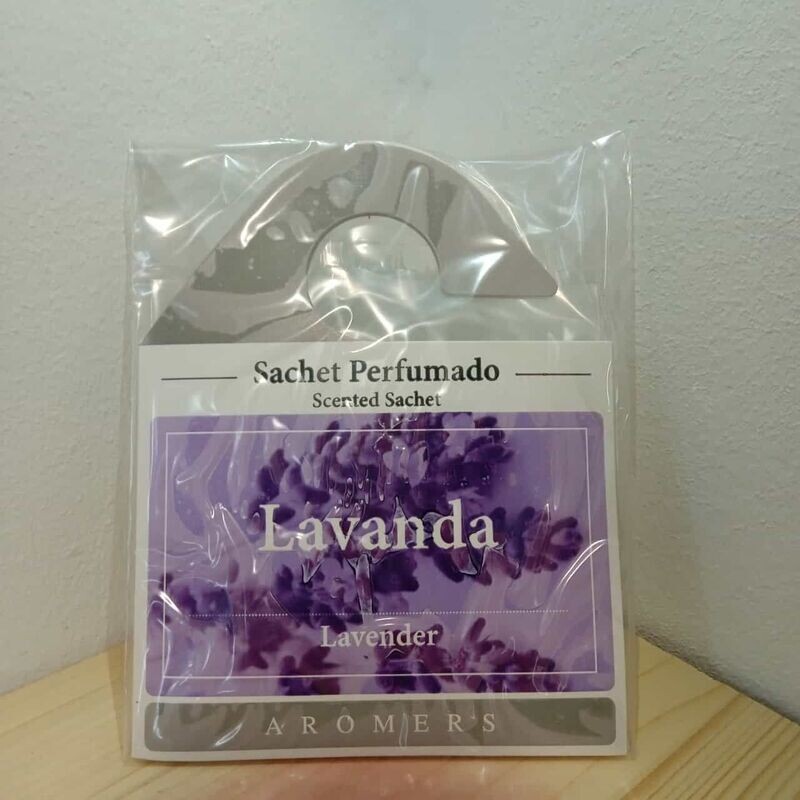 Sachet Perfumado
Scented Sachet
Lavanda
Lavender
AROMERS